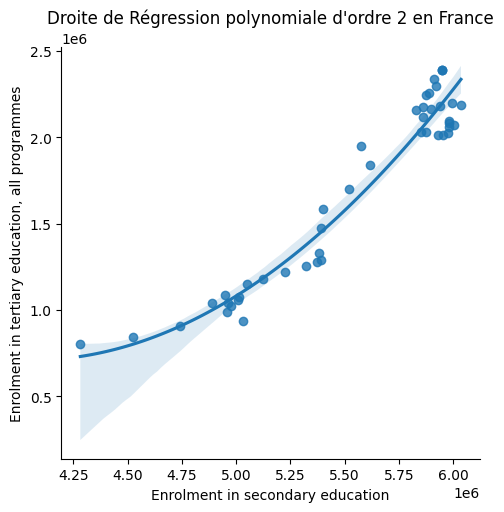 Droite de Régression polynomiale d'ordre 2 en France
1e6
2.5
2.0
1.5
1.0
0.5
Enrolment in tertiary education, all programmes
4.25 4.50 4.75 5.00 5.25 5.50 5.75 6.00
1e6
Enrolment in secondary education